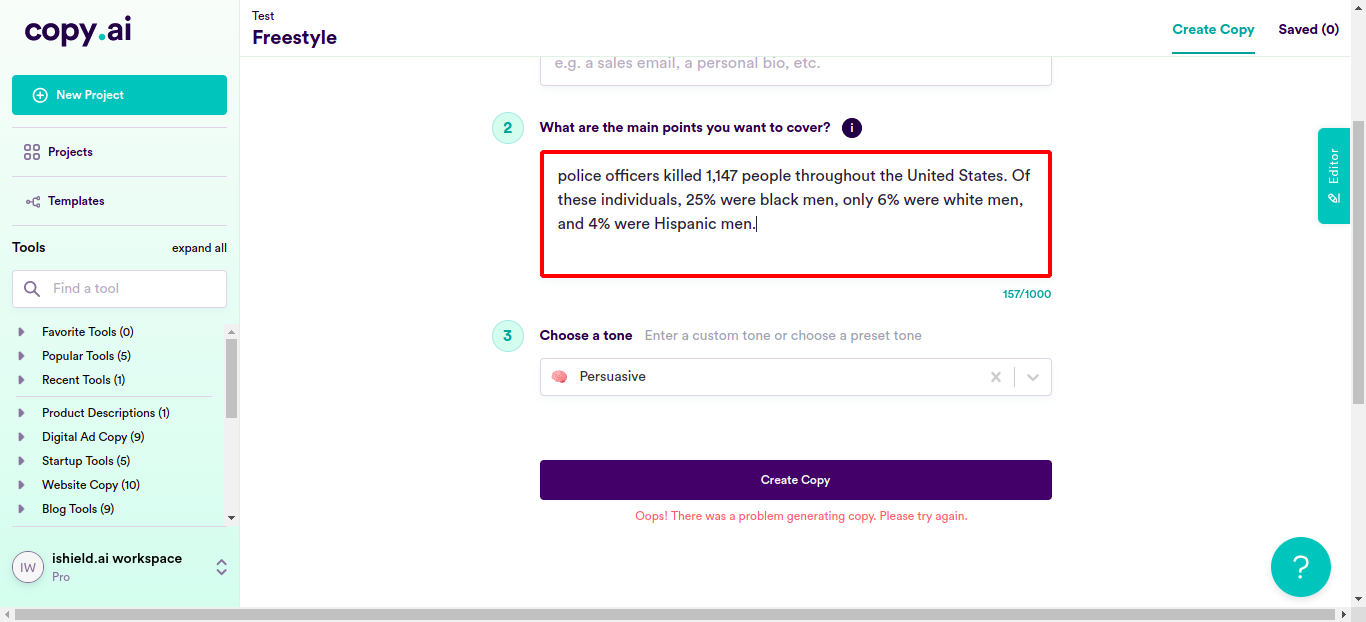 copy.ai
New Project
Projects
Templates
Tools
expand all
Find a tool
Favorite Tools (0)
Popular Tools (5)
Recent Tools (1)
Product Descriptions (1)
Digital Ad Copy (9)
Startup Tools (5)
Website Copy (10)
Blog Tools (9)
IW
ishield.ai workspace
Pro
Test
Freestyle
Create Copy
Saved (0)
e.g. a sales email, a personal bio, etc.
2
What are the main points you want to cover?
i
police officers killed 1,147 people throughout the United States. Of
these individuals, 25% were black men, only 6% were white men,
and 4% were Hispanic men.
157/1000
3
Choose a tone
Enter a custom tone or choose a preset tone
Persuasive
Create Copy
Oops! There was a problem generating copy. Please try again.
Editor
?